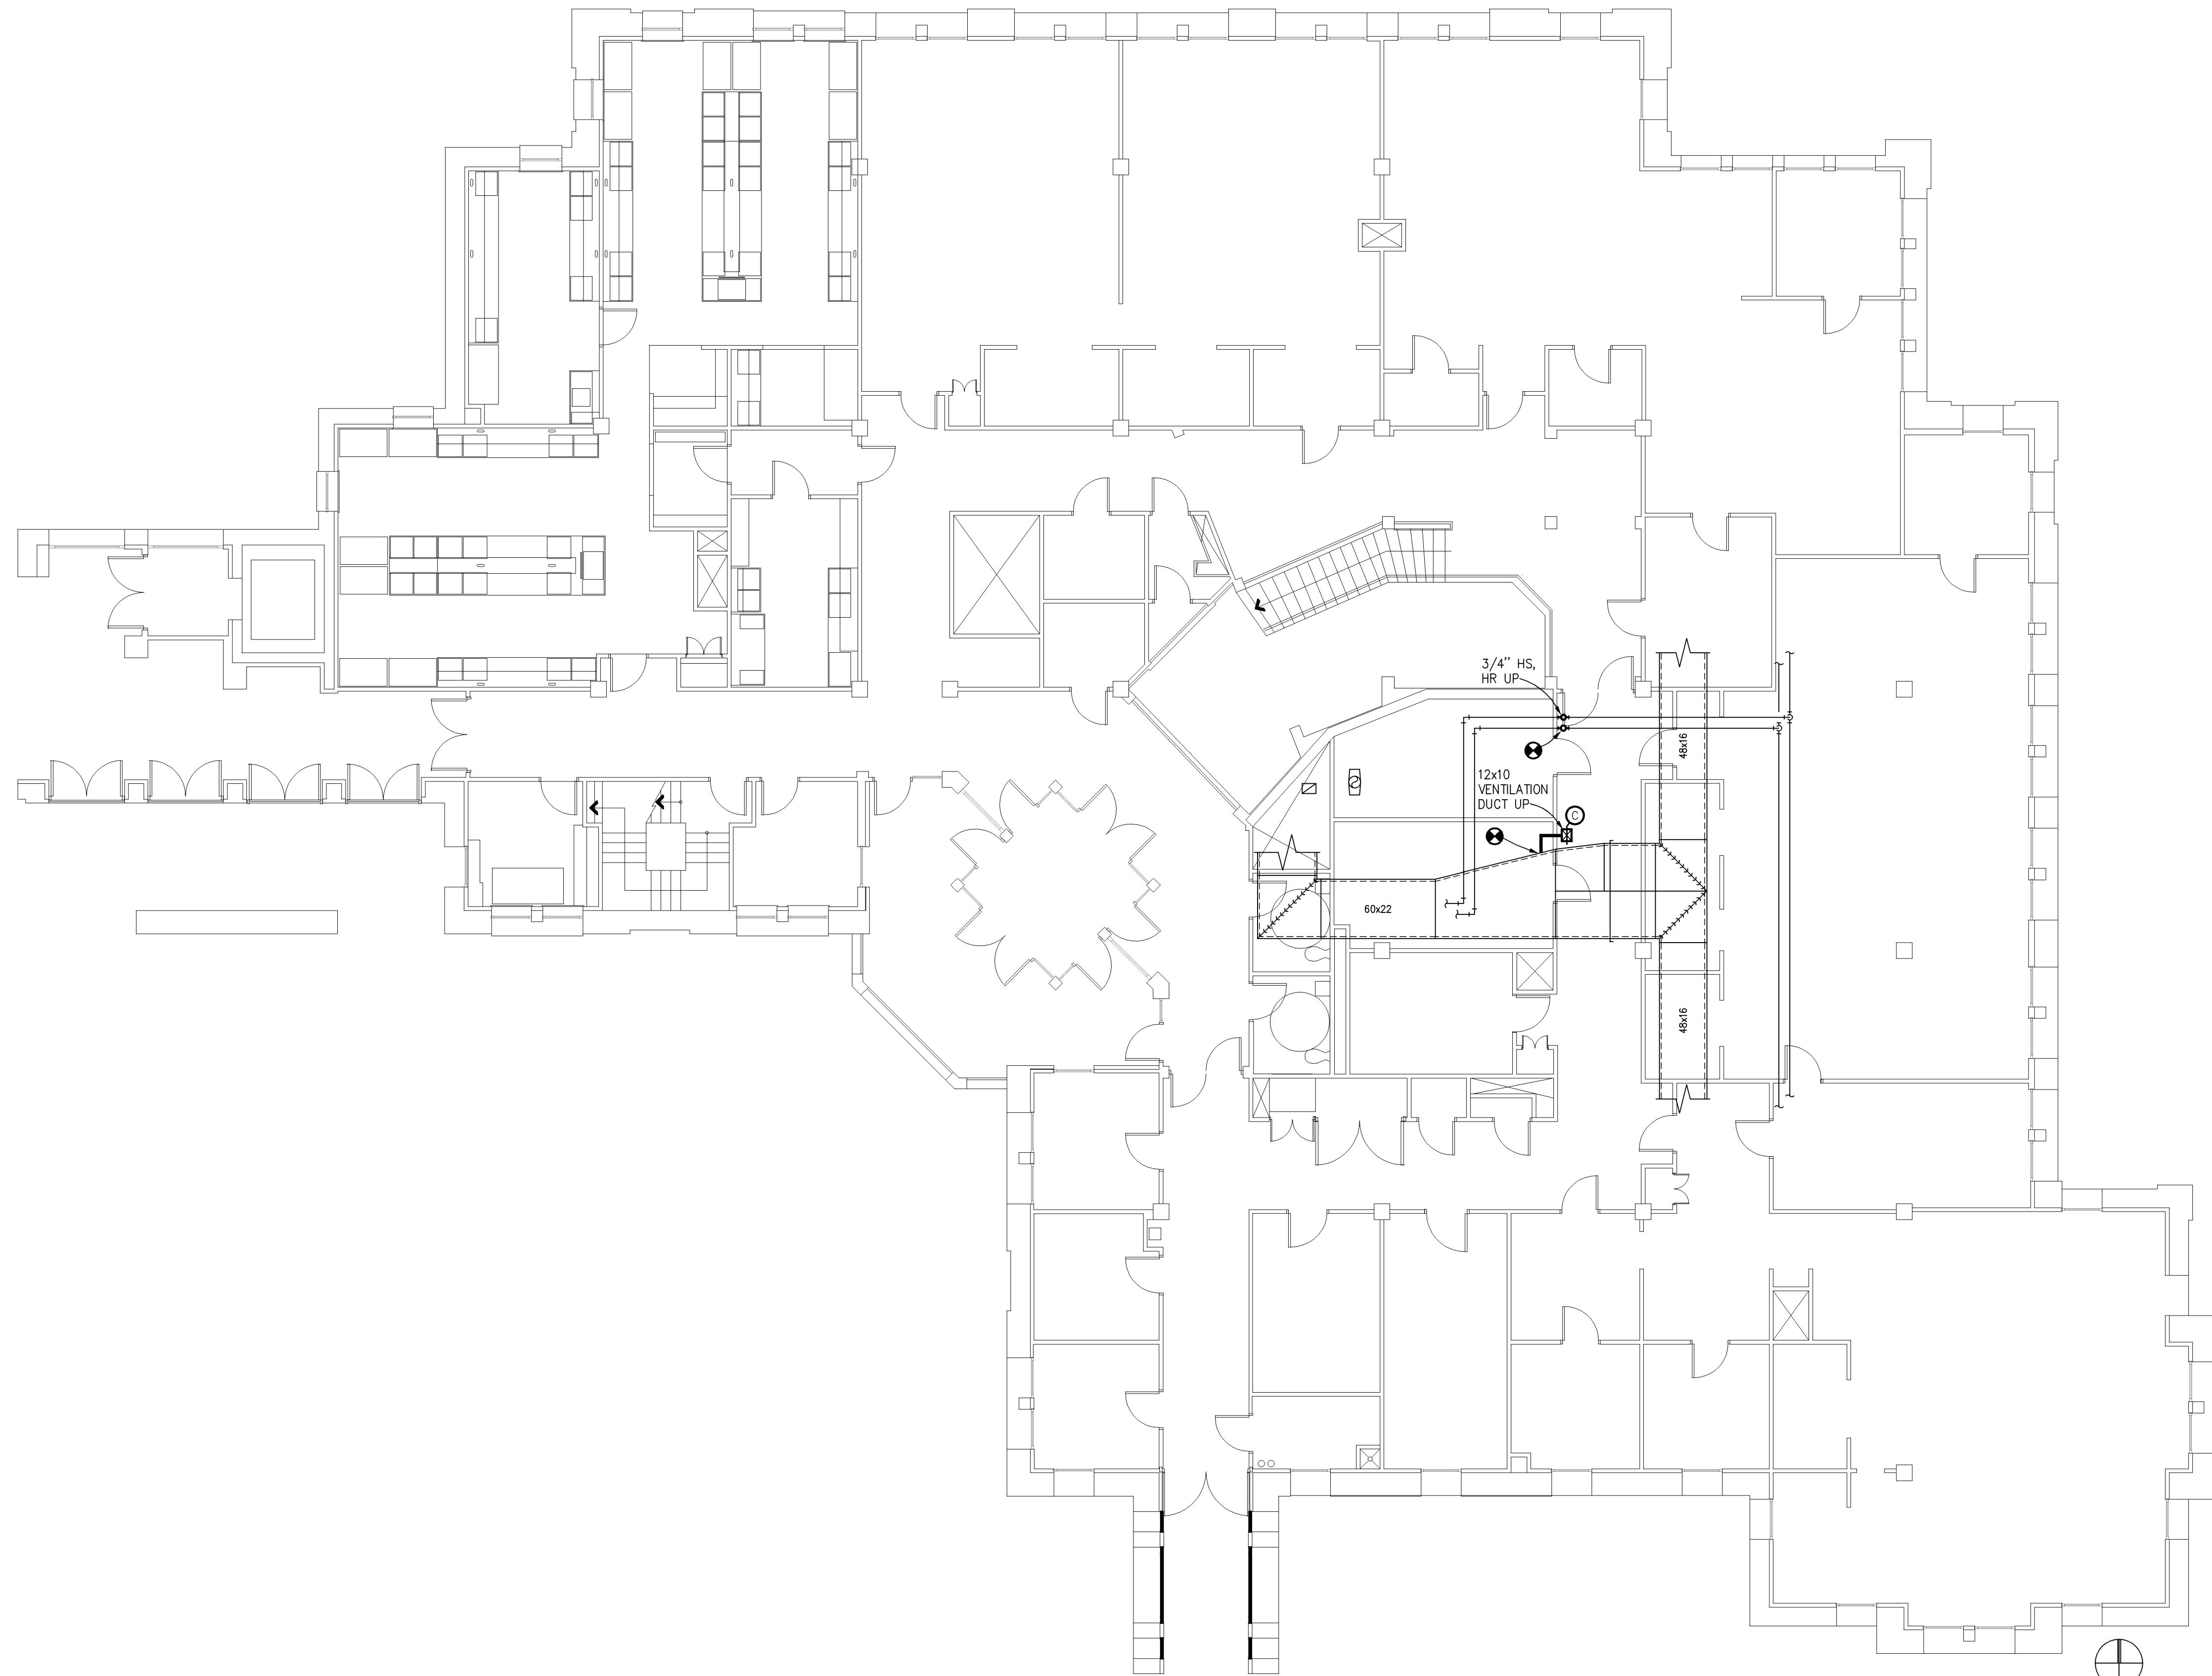 3/4" HS,
HR UP
48x16
12x10
VENTILATION
DUCT UP
C
60x22
48x16